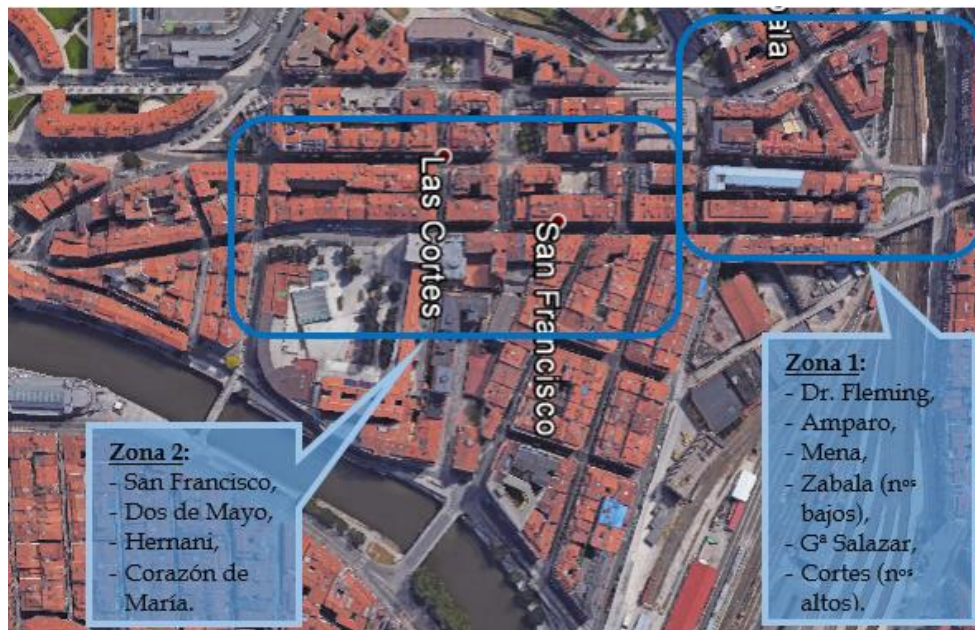 Las Cortes
San Francisco
Zona 2:
- San Francisco,
- Dos de Mayo,
- Hernani,
- Corazón de
María.
Zona 1:
- Dr. Fleming,
- Amparo,
- Mena,
- Zabala (nos
bajos),
- Gª Salazar,
- Cortes (nos
altos).